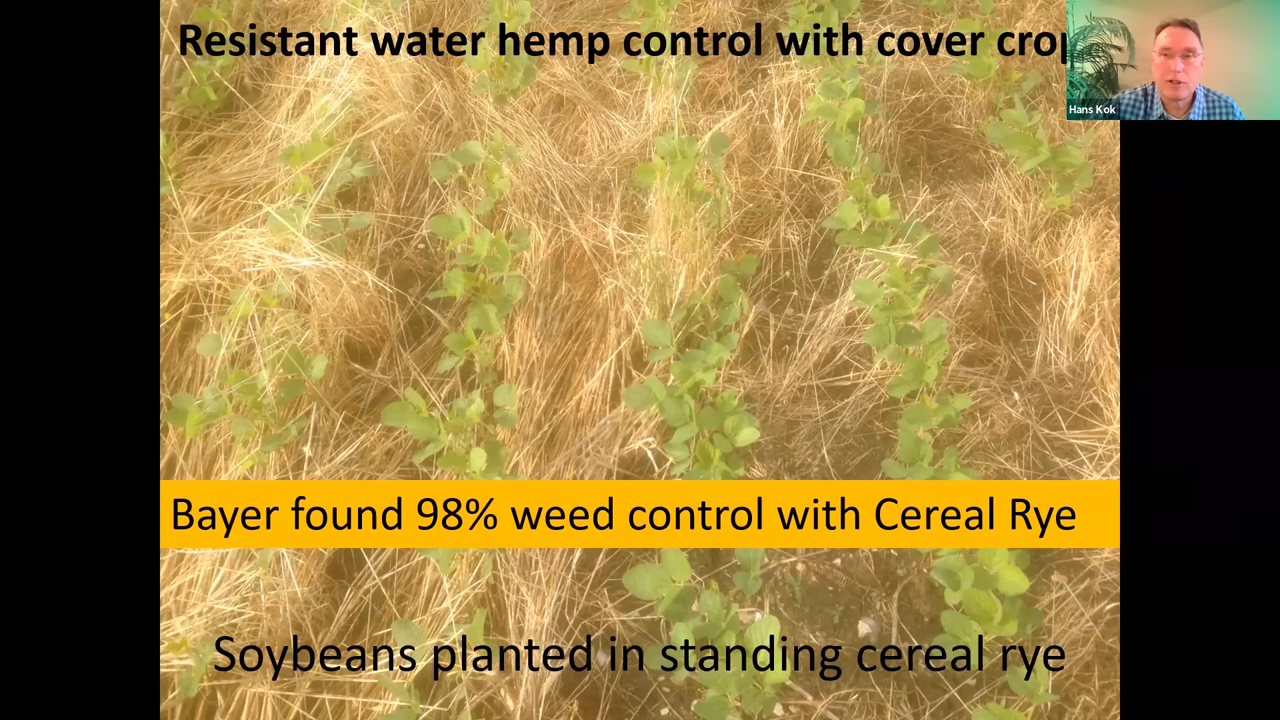 Resistant water hemp control with cover crop
Hans Kok
Bayer found 98% weed control with Cereal Rye
Soybeans planted in standing cereal rye